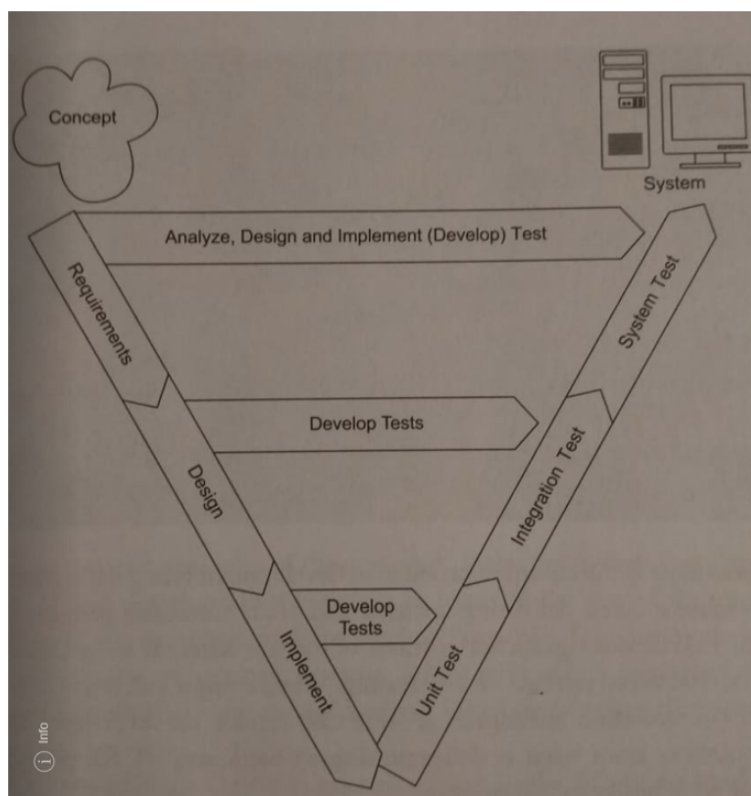 Concept
System
Analyze, Design and Implement (Develop) Test
Requirements
System Test
Develop Tests
Design
Integration Test
Develop
Tests
Implement
Unit Test
Info